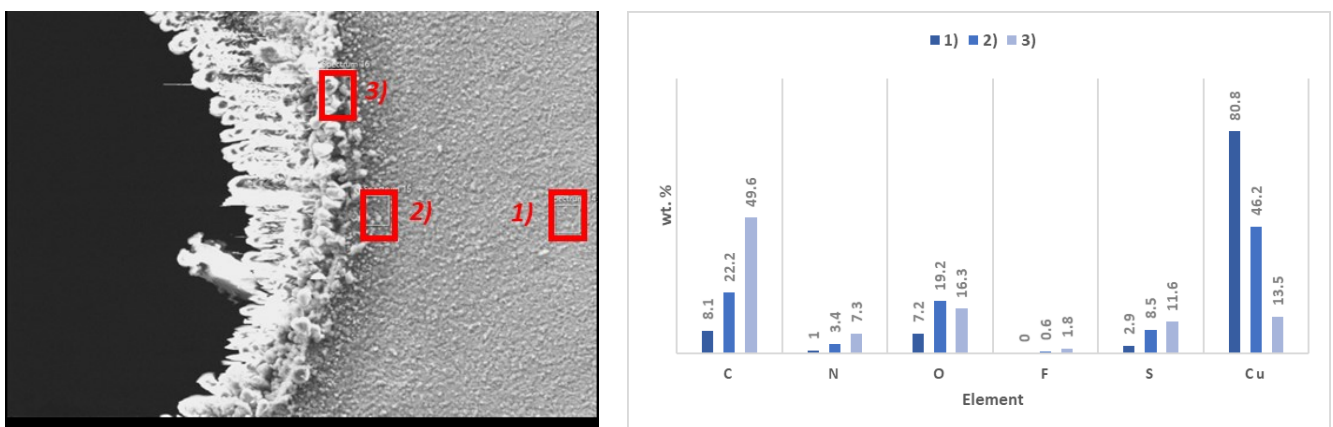 Spectrum 16
3)
2)
1)
1) 2) 3)
wt. %
8.1 22.2 49.6
1 3.4 7.3
7.2 19.2 16.3
0 0.6 1.8
2.9 8.5 11.6
80.8 46.2 13.5
C N O F S Cu
Element